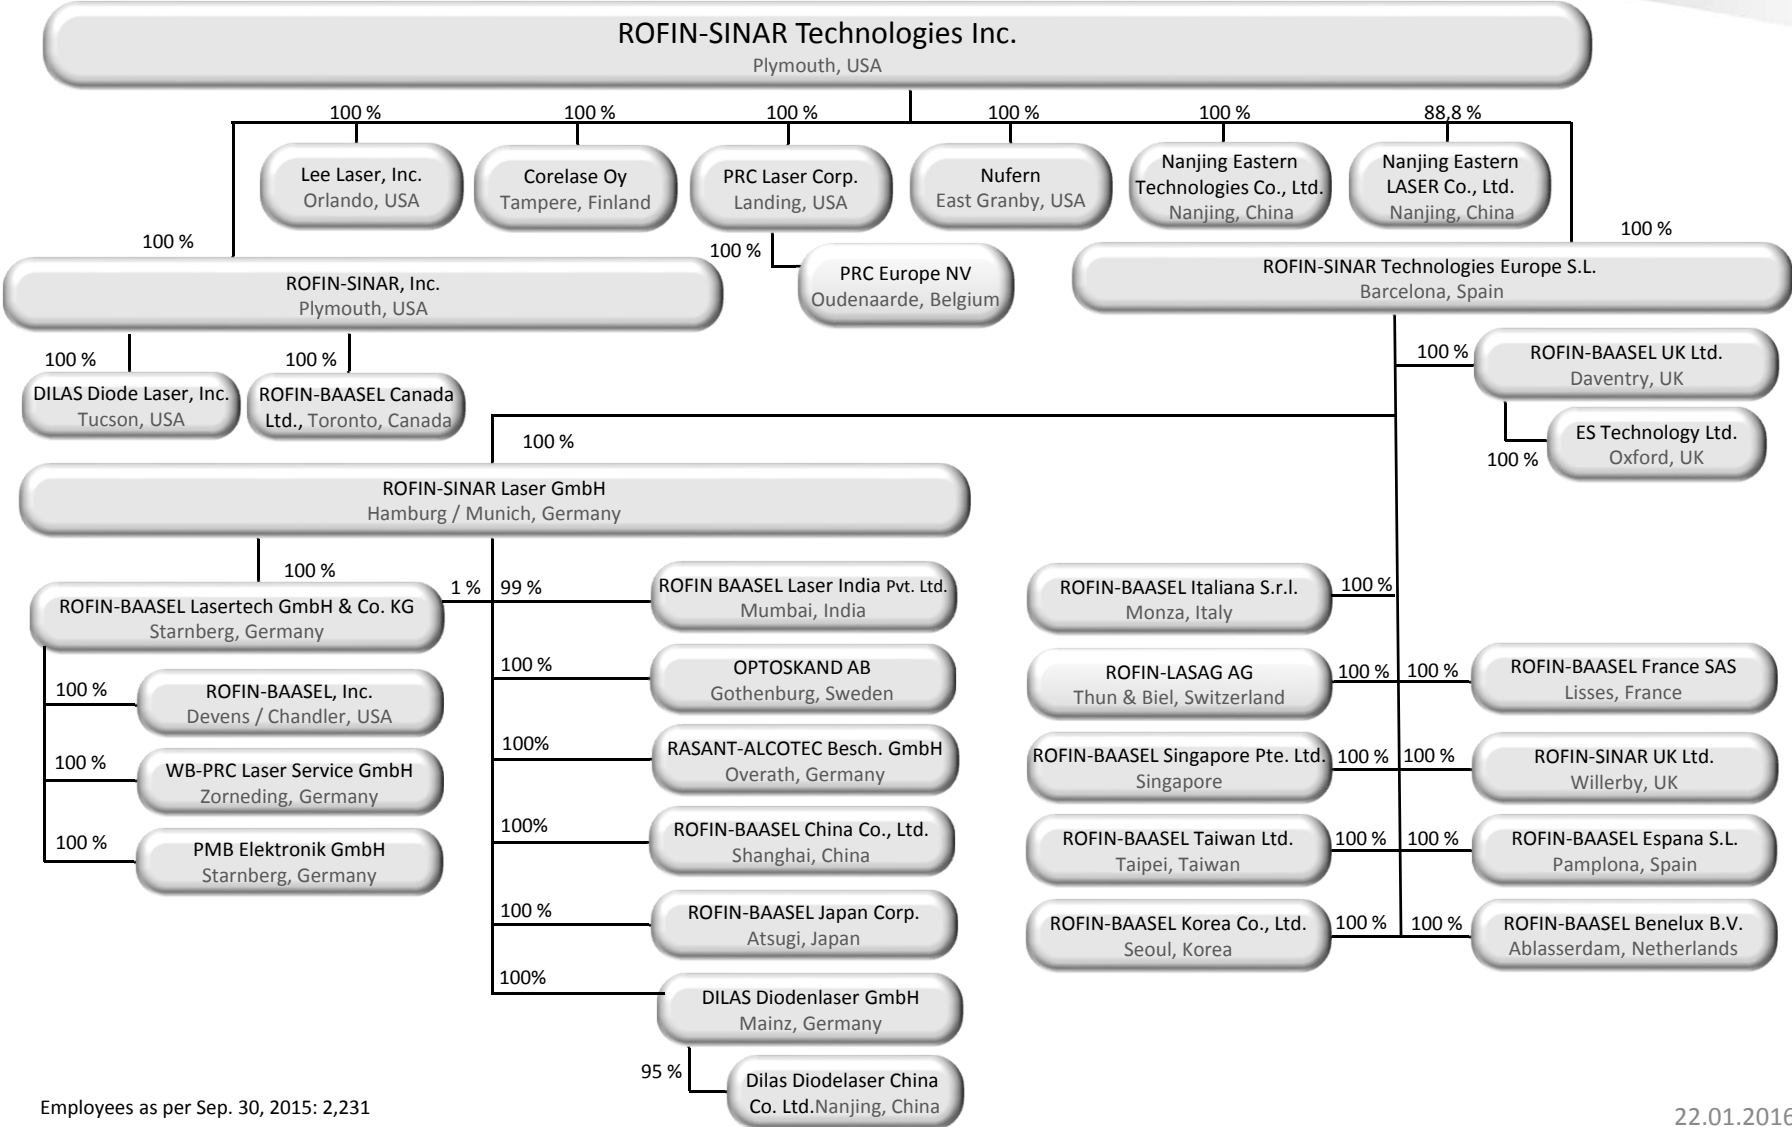 ROFIN-SINAR Technologies Inc.
Plymouth, USA
100 %
100 %
100 %
100 %
100 %
88,8 %
Lee Laser, Inc.
Orlando, USA
Corelase Oy
Tampere, Finland
PRC Laser Corp.
Landing, USA
Nufern
East Granby, USA
Nanjing Eastern
Technologies Co., Ltd.
Nanjing, China
Nanjing Eastern
LASER Co., Ltd.
Nanjing, China
100 %
100 %
100 %
ROFIN-SINAR, Inc.
Plymouth, USA
PRC Europe NV
Oudenaarde, Belgium
ROFIN-SINAR Technologies Europe S.L.
Barcelona, Spain
100 %
100 %
DILAS Diode Laser, Inc.
Tucson, USA
ROFIN-BAASEL Canada
Ltd., Toronto, Canada
100 %
ROFIN-BAASEL UK Ltd.
Daventry, UK
100 %
ES Technology Ltd.
Oxford, UK
100 %
ROFIN-SINAR Laser GmbH
Hamburg / Munich, Germany
100 %
ROFIN-BAASEL Lasertech GmbH & Co. KG
Starnberg, Germany
1 %
99 %
ROFIN BAASEL Laser India Pvt. Ltd.
Mumbai, India
100 %
ROFIN-BAASEL, Inc.
Devens / Chandler, USA
100 %
WB-PRC Laser Service GmbH
Zorneding, Germany
100 %
PMB Elektronik GmbH
Starnberg, Germany
100 %
OPTOSKAND AB
Gothenburg, Sweden
100%
RASANT-ALCOTEC Besch. GmbH
Overath, Germany
100%
ROFIN-BAASEL China Co., Ltd.
Shanghai, China
100 %
ROFIN-BAASEL Japan Corp.
Atsugi, Japan
100%
DILAS Diodenlaser GmbH
Mainz, Germany
95 %
Dilas Diodelaser China
Co. Ltd.Nanjing, China
ROFIN-BAASEL Italiana S.r.l.
Monza, Italy
100 %
ROFIN-LASAG AG
Thun & Biel, Switzerland
100 %
100 %
ROFIN-BAASEL France SAS
Lisses, France
ROFIN-BAASEL Singapore Pte. Ltd.
Singapore
100 %
100 %
ROFIN-SINAR UK Ltd.
Willerby, UK
ROFIN-BAASEL Taiwan Ltd.
Taipei, Taiwan
100 %
100 %
ROFIN-BAASEL Espana S.L.
Pamplona, Spain
ROFIN-BAASEL Korea Co., Ltd.
Seoul, Korea
100 %
100 %
ROFIN-BAASEL Benelux B.V.
Ablasserdam, Netherlands
Employees as per Sep. 30, 2015: 2,231
22.01.2016